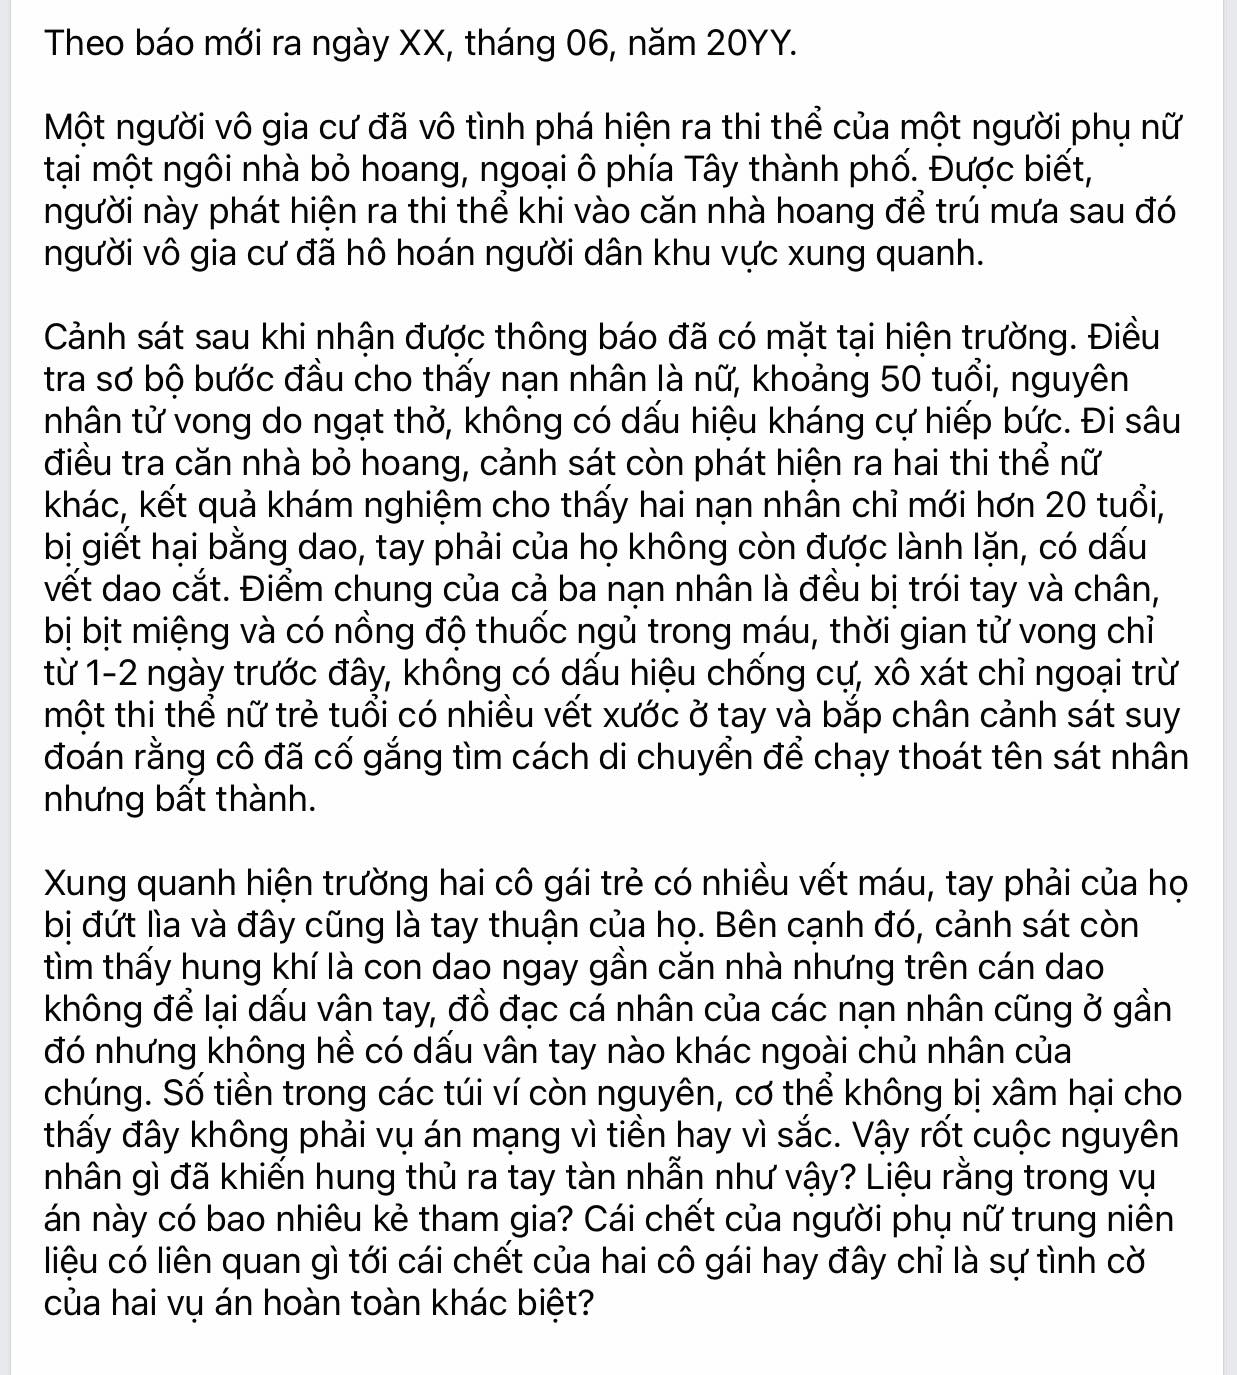 Theo báo mới ra ngày XX, tháng 06, năm 20YY.
Một người vô gia cư đã vô tình phá hiện ra thi thể của một người phụ nữ
tại một ngôi nhà bỏ hoang, ngoại ô phía Tây thành phố. Được biết,
người này phát hiện ra thi thể khi vào căn nhà hoang để trú mưa sau đó
người vô gia cư đã hô hoán người dân khu vực xung quanh.
Cảnh sát sau khi nhận được thông báo đã có mặt tại hiện trường. Điều
tra sơ bộ bước đầu cho thấy nạn nhân là nữ, khoảng 50 tuổi, nguyên
nhân tử vong do ngạt thở, không có dấu hiệu kháng cự hiếp bức. Đi sâu
điều tra căn nhà bỏ hoang, cảnh sát còn phát hiện ra hai thi thể nữ
khác, kết quả khám nghiệm cho thấy hai nạn nhân chỉ mới hơn 20 tuổi,
bị giết hại bằng dao, tay phải của họ không còn được lành lặn, có dấu
vết dao cắt. Điểm chung của cả ba nạn nhân là đều bị trói tay và chân,
bị bịt miệng và có nồng độ thuốc ngủ trong máu, thời gian tử vong chỉ
từ 1-2 ngày trước đây, không có dấu hiệu chống cự, xô xát chỉ ngoại trừ
một thi thể nữ trẻ tuổi có nhiều vết xước ở tay và bắp chân cảnh sát suy
đoán rằng cô đã cố gắng tìm cách di chuyển để chạy thoát tên sát nhân
nhưng bất thành.
Xung quanh hiện trường hai cô gái trẻ có nhiều vết máu, tay phải của họ
bị đứt lìa và đây cũng là tay thuận của họ. Bên cạnh đó, cảnh sát còn
tìm thấy hung khí là con dao ngay gần căn nhà nhưng trên cán dao
không để lại dấu vân tay, đồ đạc cá nhân của các nạn nhân cũng ở gần
đó nhưng không hề có dấu vân tay nào khác ngoài chủ nhân của
chúng. Số tiền trong các túi ví còn nguyên, cơ thể không bị xâm hại cho
thấy đây không phải vụ án mạng vì tiền hay vì sắc. Vậy rốt cuộc nguyên
nhân gì đã khiến hung thủ ra tay tàn nhẫn như vậy? Liệu rằng trong vụ
án này có bao nhiêu kẻ tham gia? Cái chết của người phụ nữ trung niên
liệu có liên quan gì tới cái chết của hai cô gái hay đây chỉ là sự tình cờ
của hai vụ án hoàn toàn khác biệt?